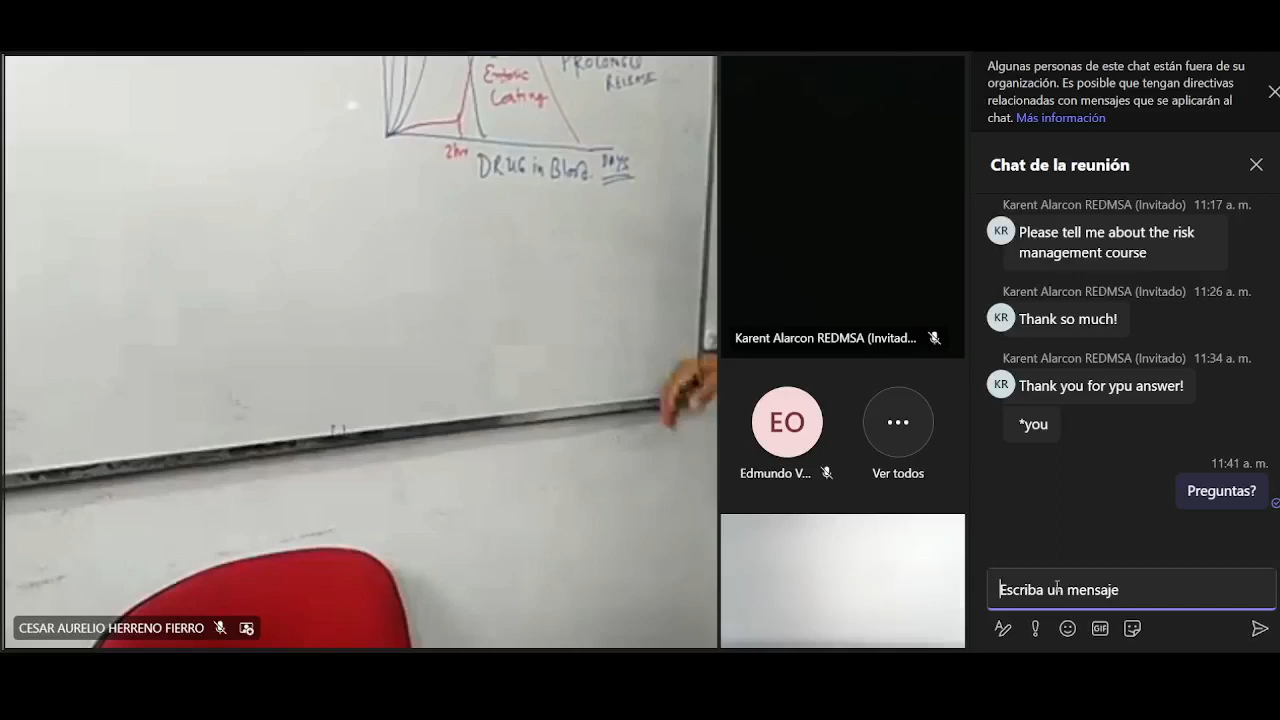 Enteric
Coating
PROLONGED
RELEASE
2hr
DRUG in Blood.
DAYS
CESAR AURELIO HERRENO FIERRO
Karent Alarcon REDMSA (Invitad...
EO
Edmundo V...
Ver todos
Algunas personas de este chat están fuera de su
organización. Es posible que tengan directivas
relacionadas con mensajes que se aplicarán al
chat. Más información
Chat de la reunión
Karent Alarcon REDMSA (Invitado) 11:17 a. m.
KR
Please tell me about the risk
management course
Karent Alarcon REDMSA (Invitado) 11:26 a. m.
KR
Thank so much!
Karent Alarcon REDMSA (Invitado) 11:34 a. m.
KR
Thank you for ypu answer!
*you
11:41 a. m.
Preguntas?
Escriba un mensaje
GIF